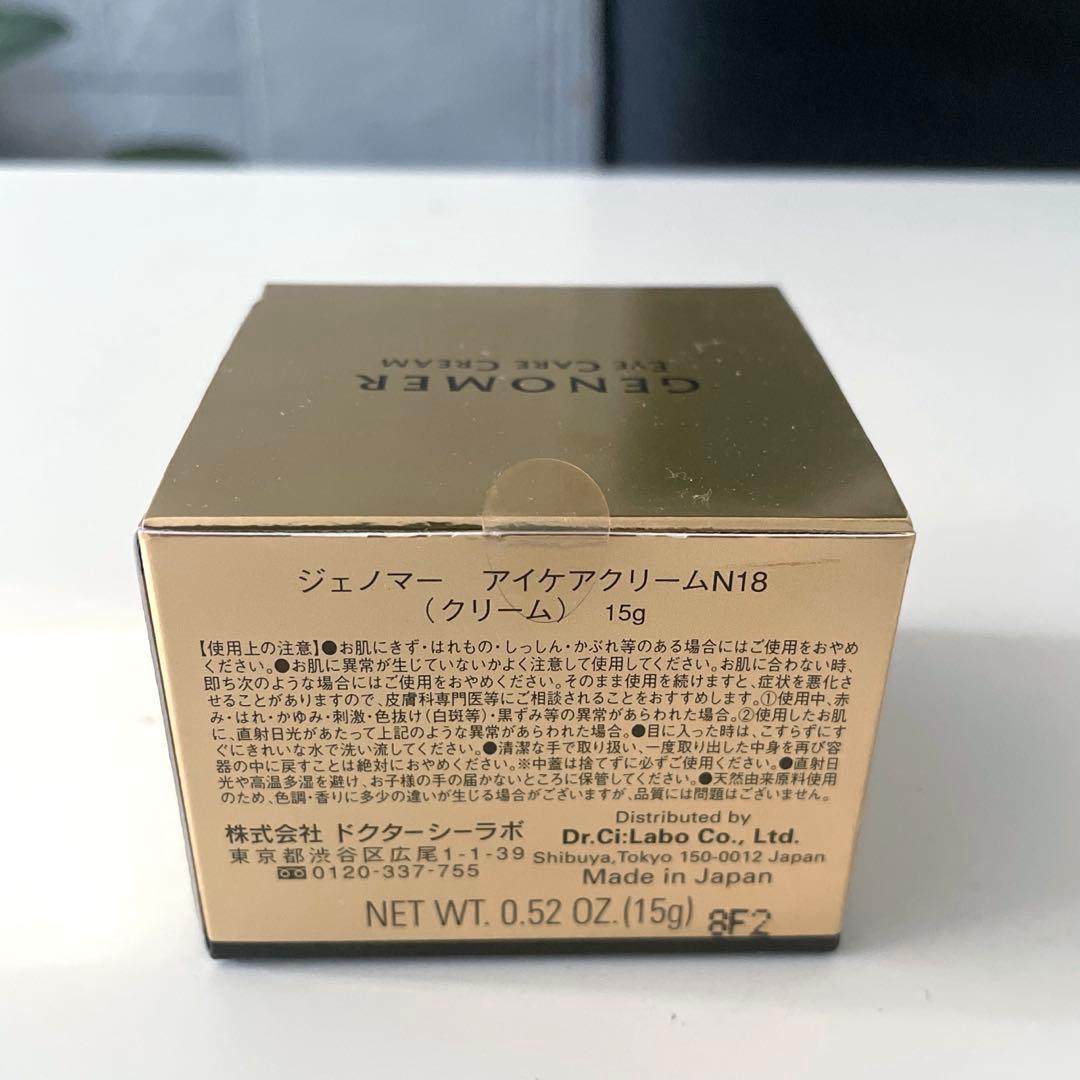 GENOMER
EYE CARE CREAM
ジェノマー アイケアクリームN18
（クリーム） 15g
【使用上の注意】●お肌にきず・はれもの・しっしん・かぶれ等のある場合にはご使用をおやめ
ください。●お肌に異常が生じていないかよく注意して使用してください。お肌に合わない時、
即ち次のような場合にはご使用をおやめください。そのまま使用を続けますと、症状を悪化さ
せることがありますので、皮膚科専門医等にご相談されることをおすすめします。①使用中、赤
み・はれ・かゆみ・刺激・色抜け（白斑等）・黒ずみ等の異常があらわれた場合。②使用したお肌
に、直射日光があたって上記のような異常があらわれた場合。●目に入った時は、こすらずにす
ぐにきれいな水で洗い流してください。●清潔な手で取り扱い、一度取り出した中身を再び容
器の中に戻すことは絶対におやめください。※中蓋は捨てずに必ずご使用ください。●直射日
光や高温多湿を避け、お子様の手の届かないところに保管してください。●天然由来原料使用
のため、色調・香りに多少の違いが生じる場合がございますが、品質には問題はございません。
株式会社 ドクターシーラボ
東京都渋谷区広尾1-1-39
0120-337-755
Distributed by
Dr.Ci:Labo Co., Ltd.
Shibuya,Tokyo 150-0012 Japan
Made in Japan
NET WT. 0.52 OZ.(15g) 8F2